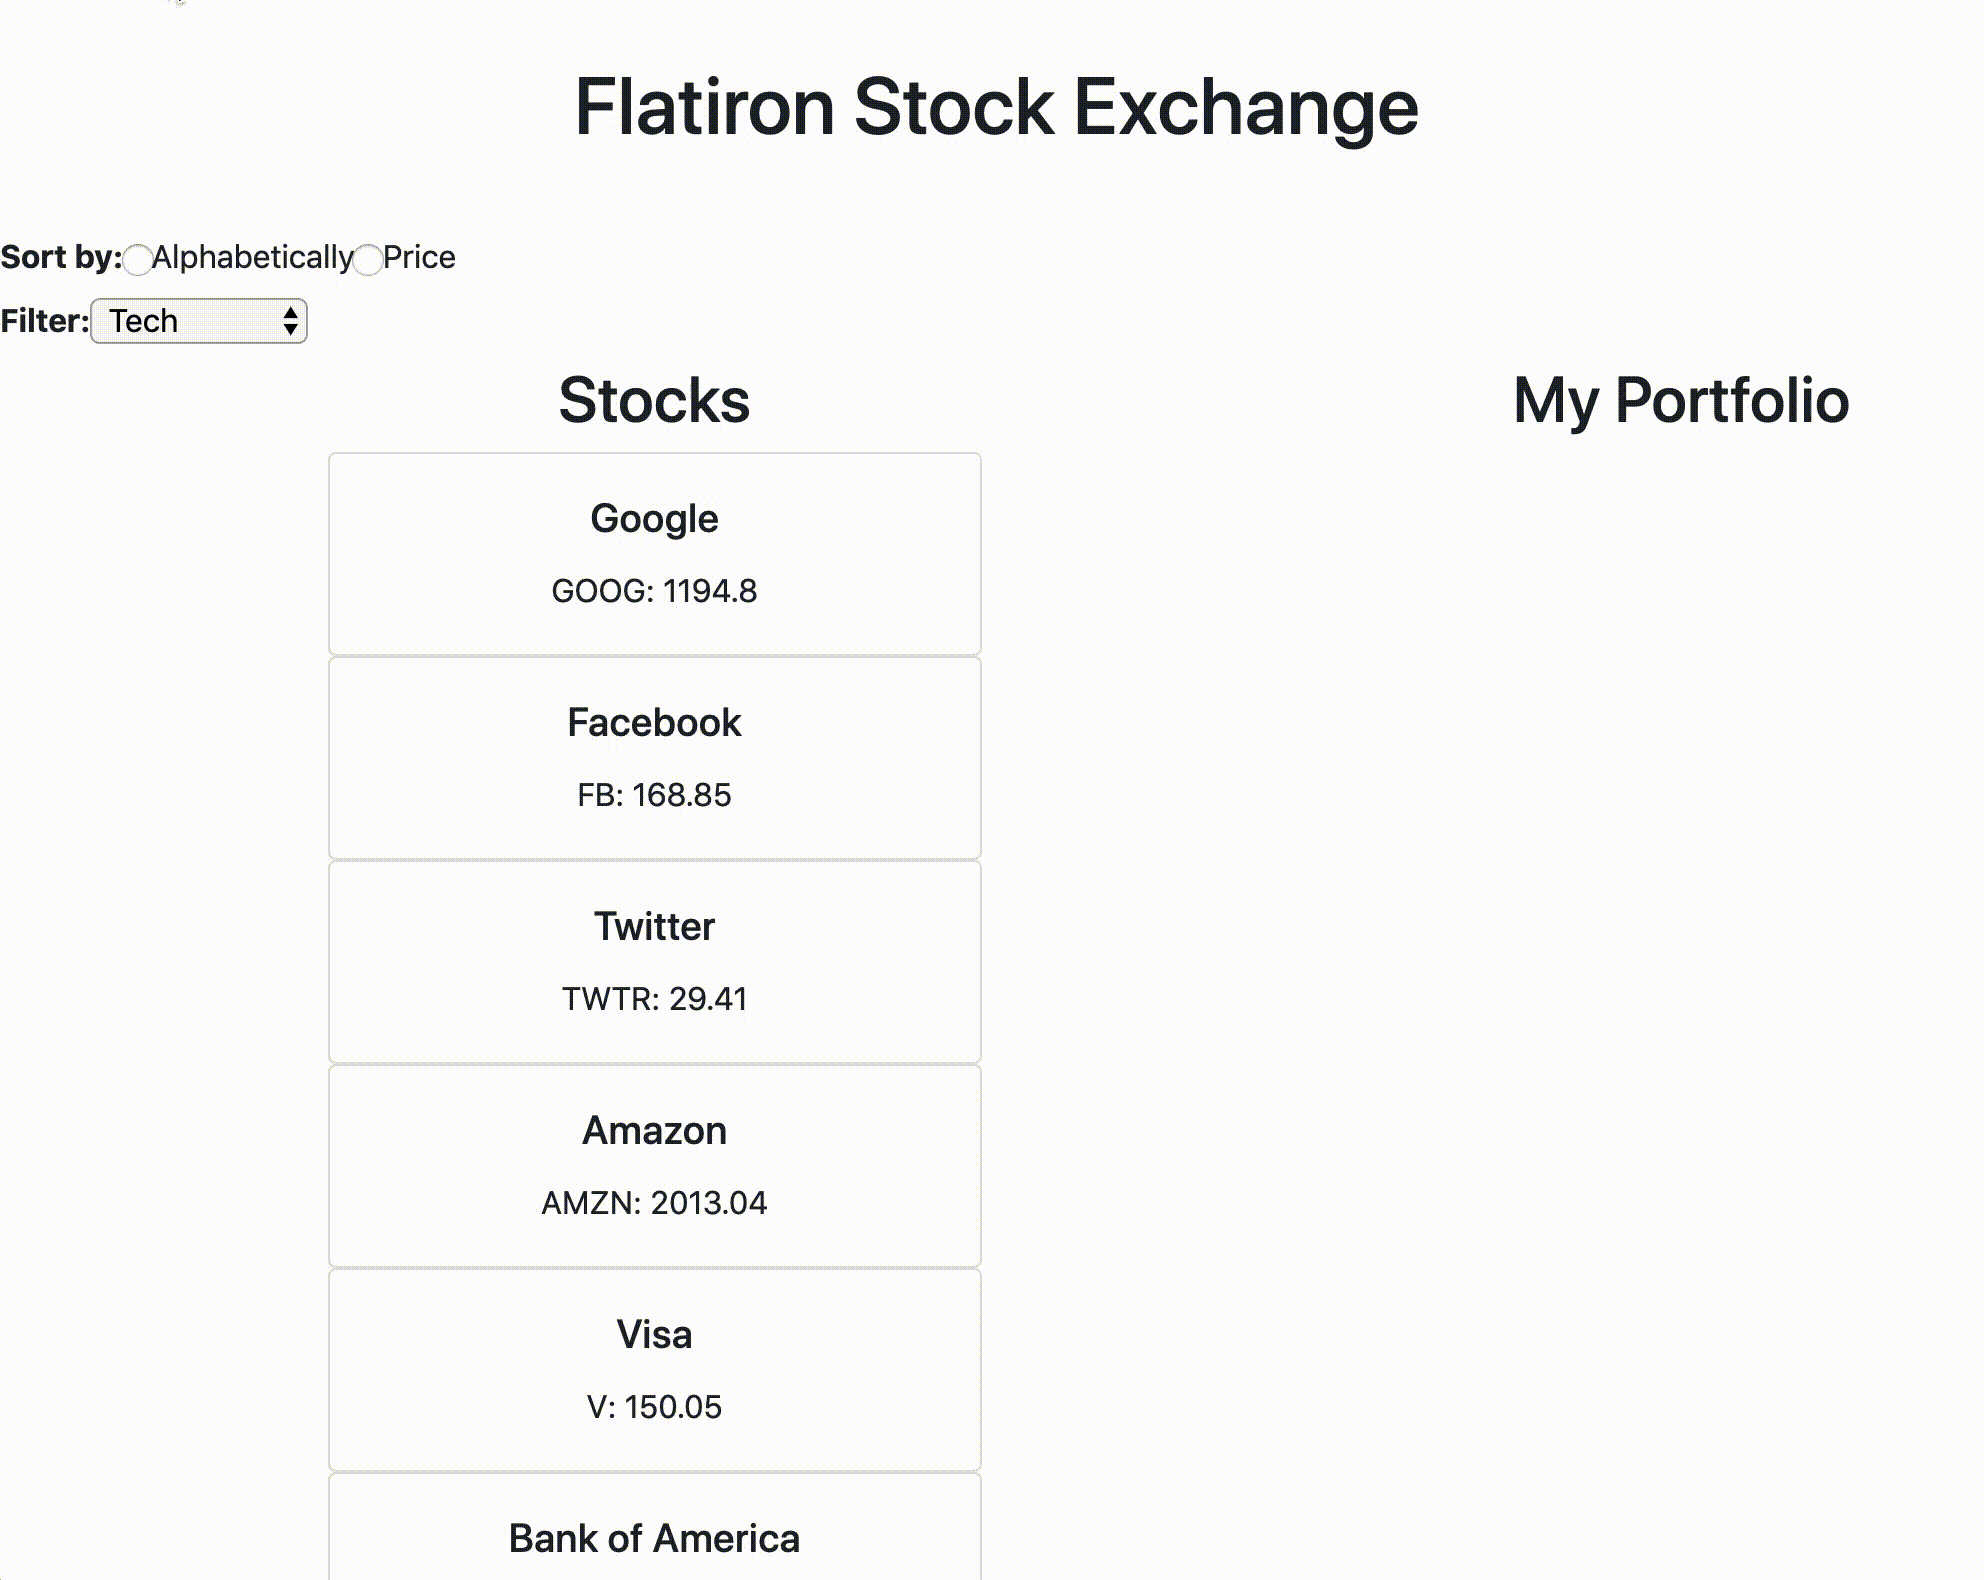 Flatiron Stock Exchange
Sort by: Alphabetically Price
Filter: Tech
Stocks
My Portfolio
Google
GOOG: 1194.8
Facebook
FB: 168.85
Twitter
TWTR: 29.41
Amazon
AMZN: 2013.04
Visa
V: 150.05
Bank of America